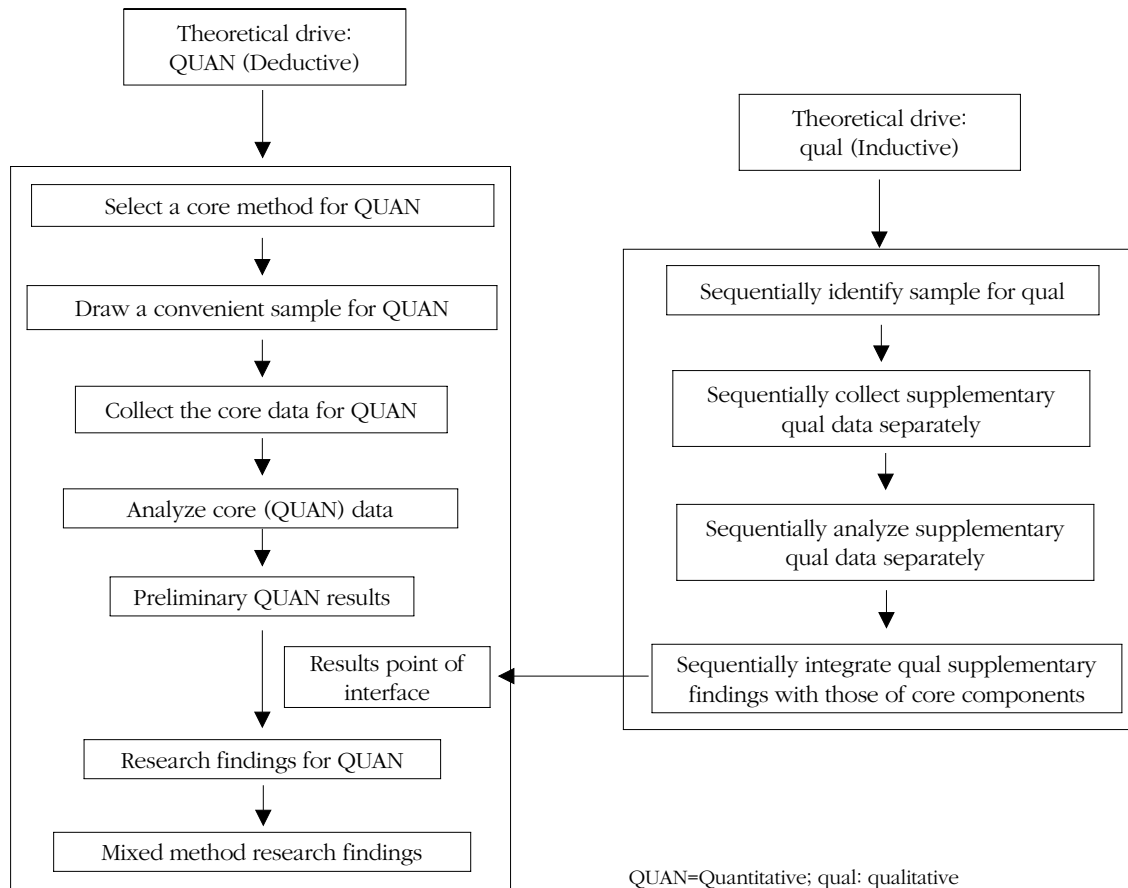 Theoretical drive:
QUAN (Deductive)
Select a core method for QUAN
Draw a convenient sample for QUAN
Collect the core data for QUAN
Analyze core (QUAN) data
Preliminary QUAN results
Results point of
interface
Research findings for QUAN
Mixed method research findings
Theoretical drive:
qual (Inductive)
Sequentially identify sample for qual
Sequentially collect supplementary
qual data separately
Sequentially analyze supplementary
qual data separately
Sequentially integrate qual supplementary
findings with those of core components
QUAN=Quantitative; qual: qualitative